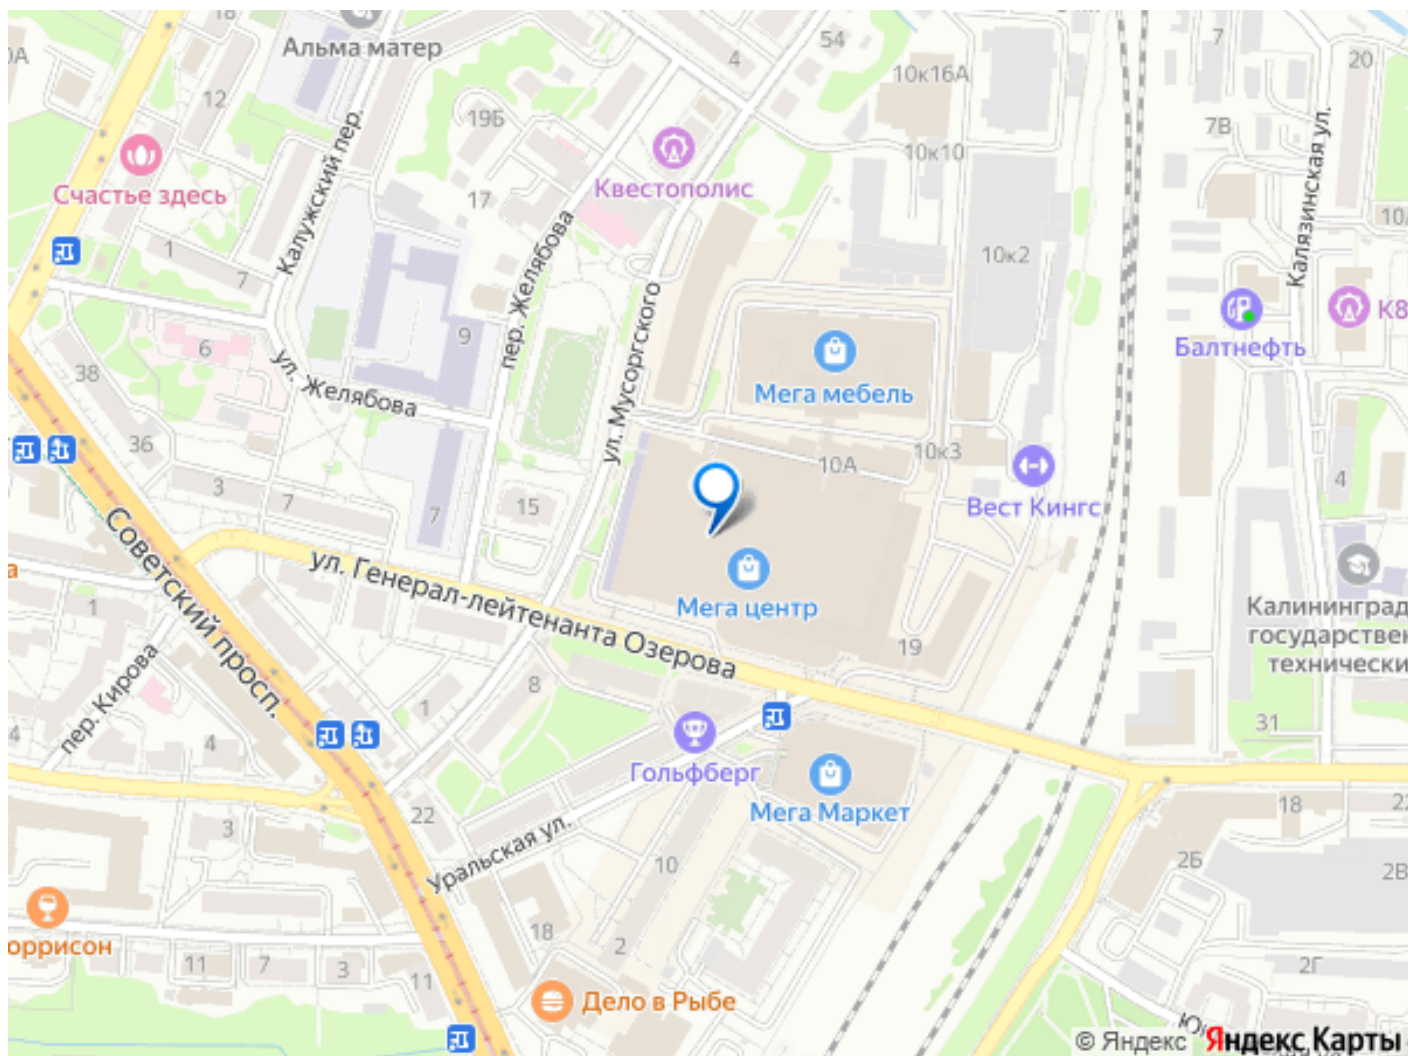 18
54
Альма матер
4
7
20
10к16А
12
19Б
7В
Квестополис
10к10
Счастье здесь
17
Калужский пер.
Калязинская ул.
1
7
10к2
пер. Желябова
ул. Мусоргского
9
К8
Балтнефть
6
Мега мебель
38
ул. Желябова
36
10к3
10А
3
7
15
7
4
Вест Кингс
Советский просп.
ул. Генерал-лейтенанта Озерова
Мега центр
1
Калининград
государствен
технически
19
пер. Кирова
8
1
4
4
31
Гольфберг
Мега Маркет
22
3
18
22
Уральская ул.
10
2Б
2В
оррисон
18
2
11
7
3
11
2Г
Дело в Рыбе
© Яндекс Яндекс Карты